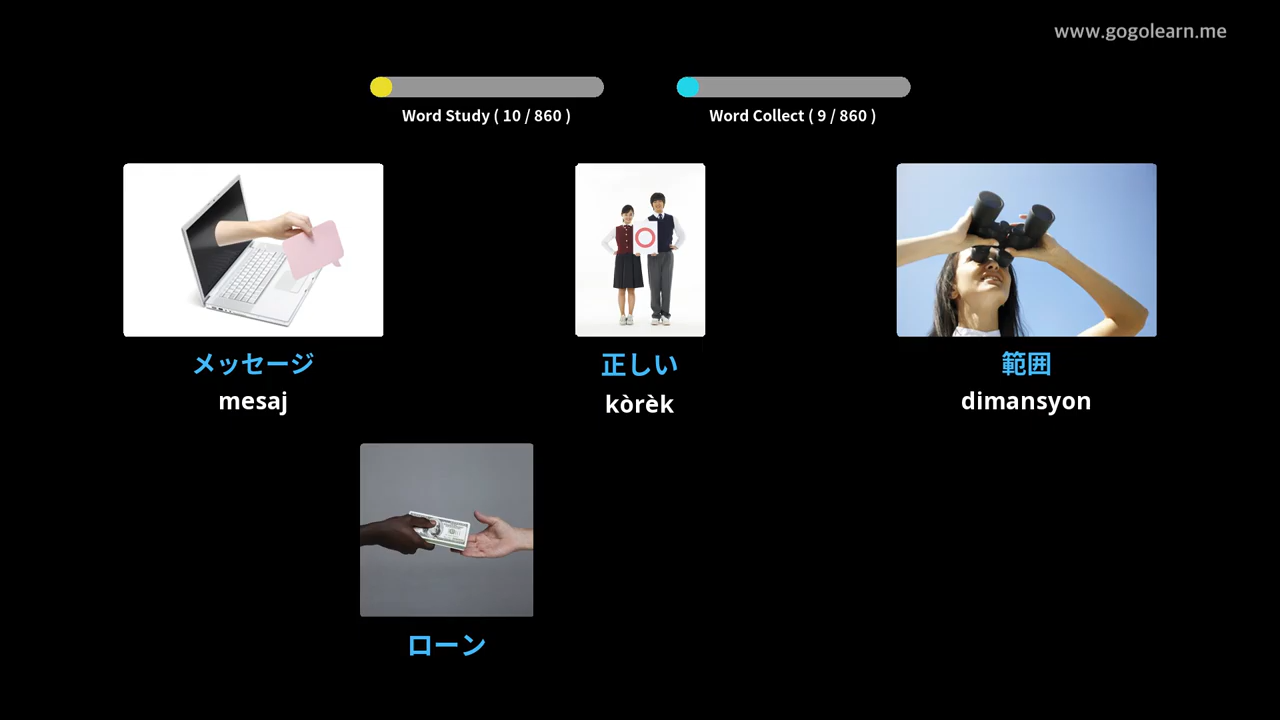 www.gogolearn.me
Word Study ( 10 / 860 )
Word Collect ( 9 / 860 )
メッセージ
mesaj
正しい
kòrèk
範囲
dimansyon
ローン